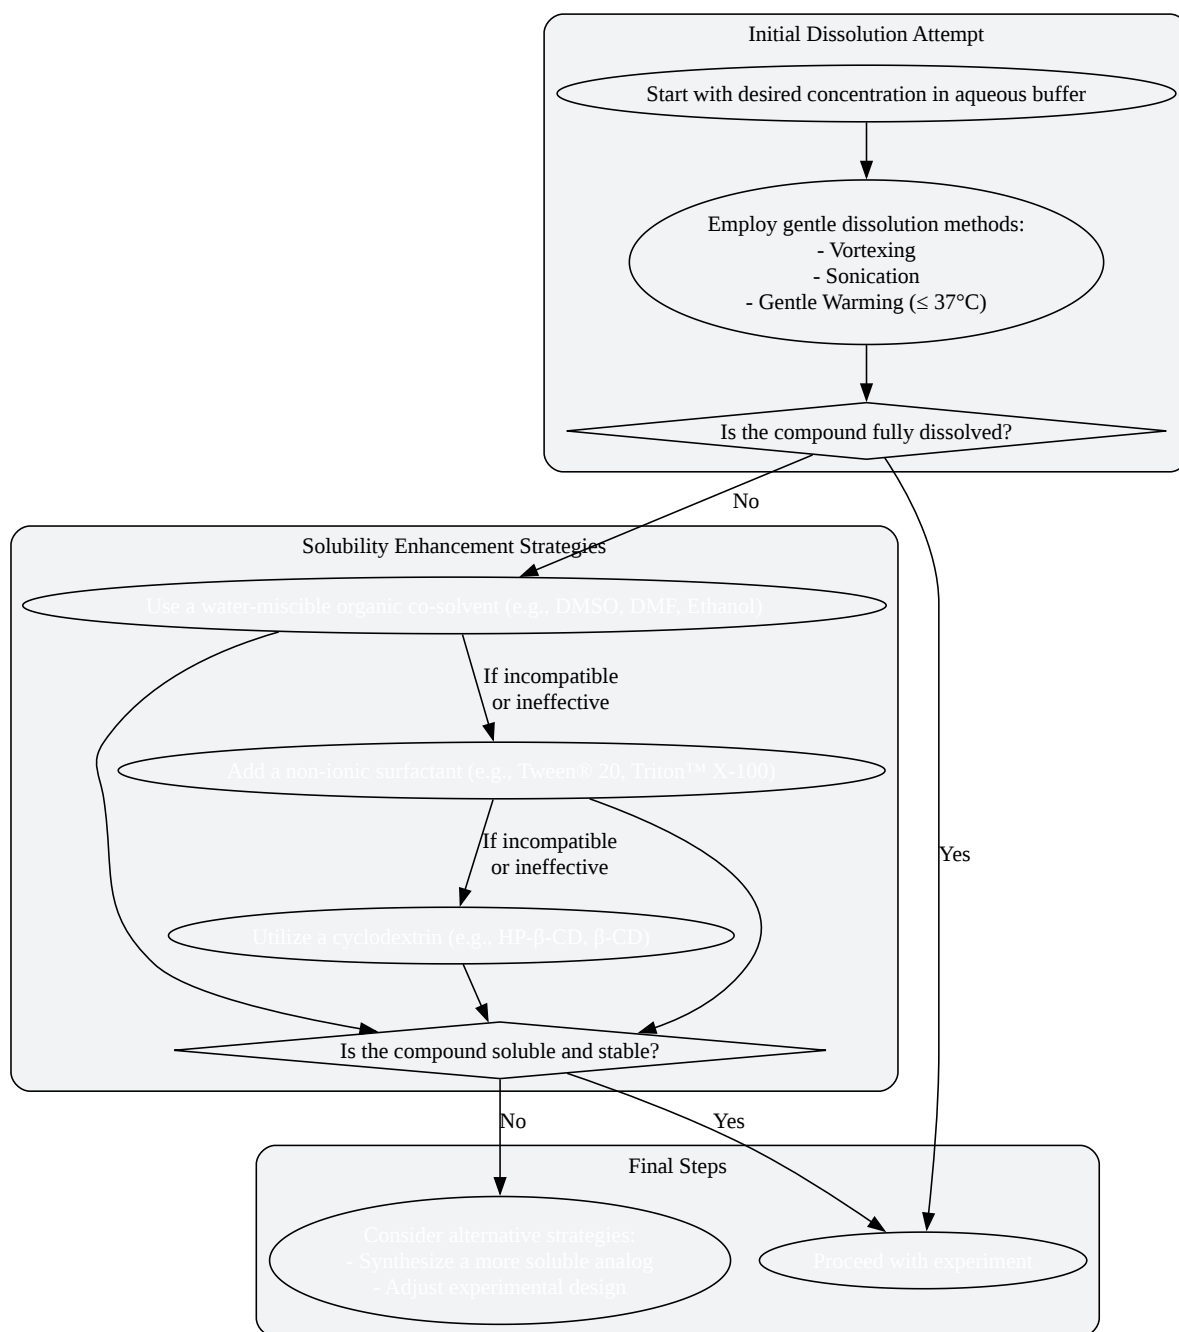 Initial Dissolution Attempt
Start with desired concentration in aqueous buffer
Employ gentle dissolution methods:
- Vortexing
- Sonication
- Gentle Warming (≤ 37°C)
Is the compound fully dissolved?
No
Solubility Enhancement Strategies
Use a water-miscible organic co-solvent (e.g., DMSO, DMF, Ethanol)
If incompatible
or ineffective
Add a non-ionic surfactant (e.g., Tween® 20, Triton™ X-100)
If incompatible
or ineffective
Yes
Utilize a cyclodextrin (e.g., HP-β-CD, β-CD)
Is the compound soluble and stable?
No
Yes
Final Steps
Consider alternative strategies:
- Synthesize a more soluble analog
- Adjust experimental design
Proceed with experiment